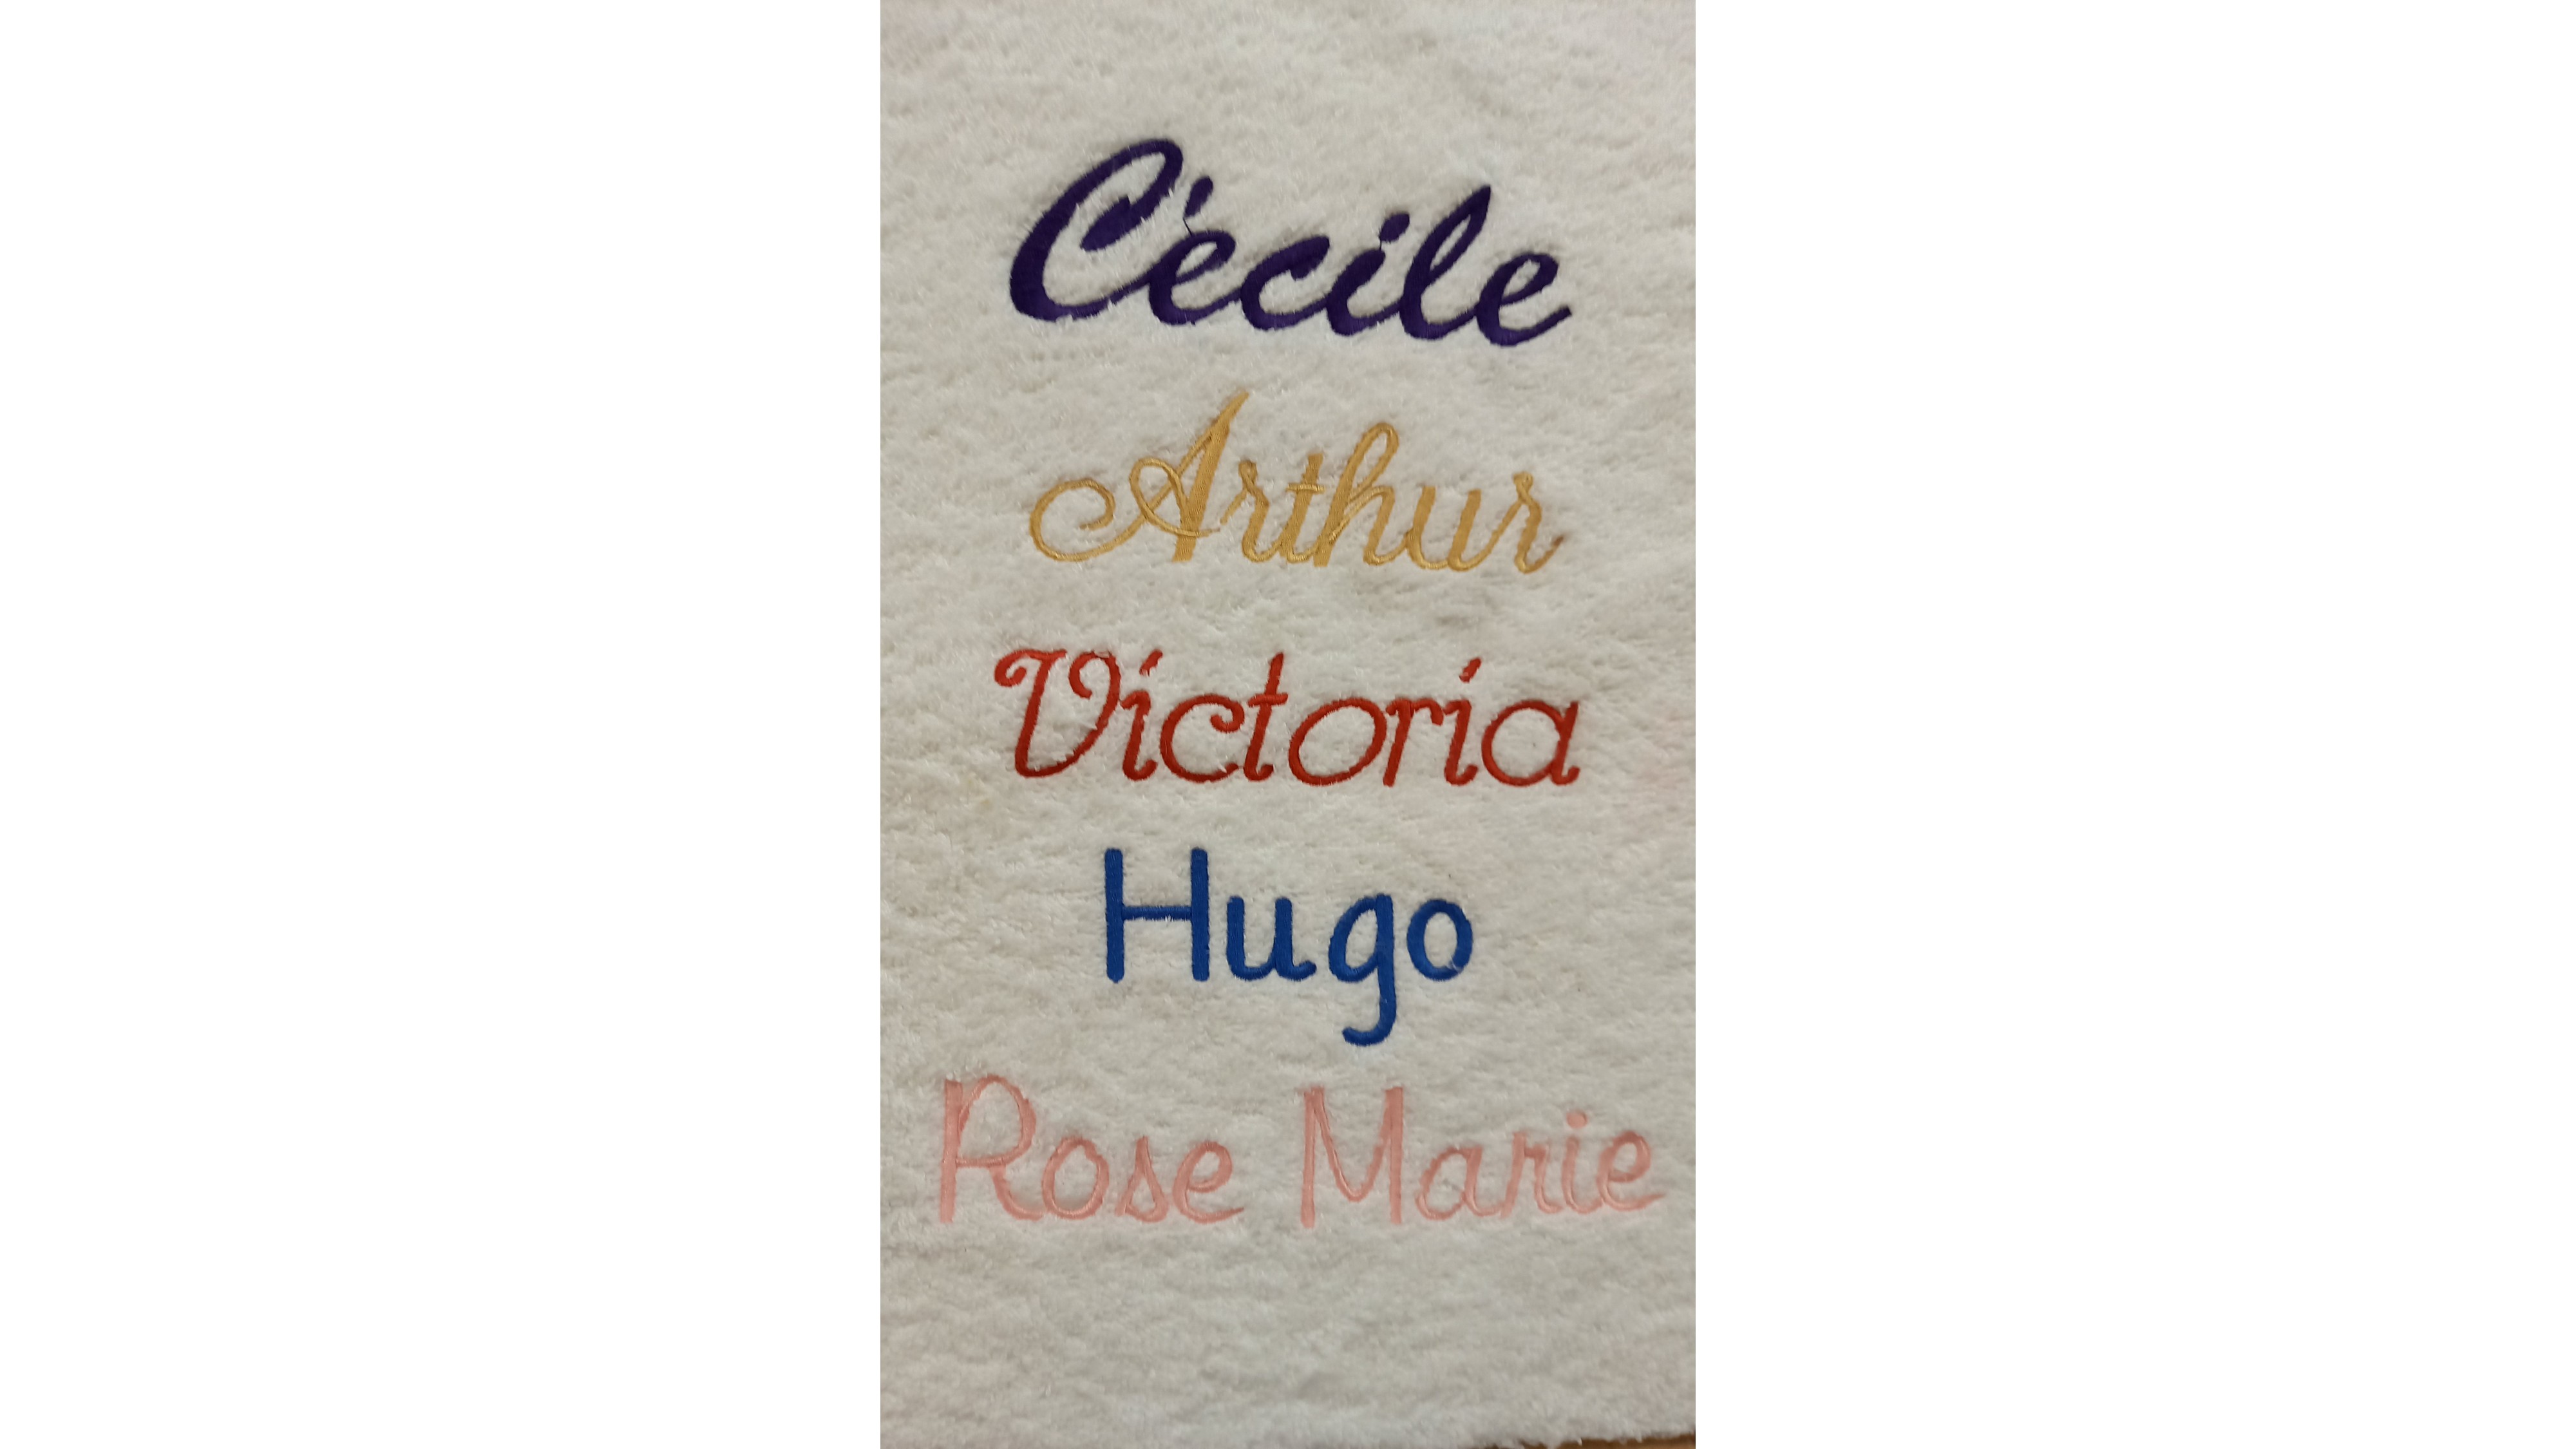 Cécile
Arthur
Victoria
Hugo
Rose Marie